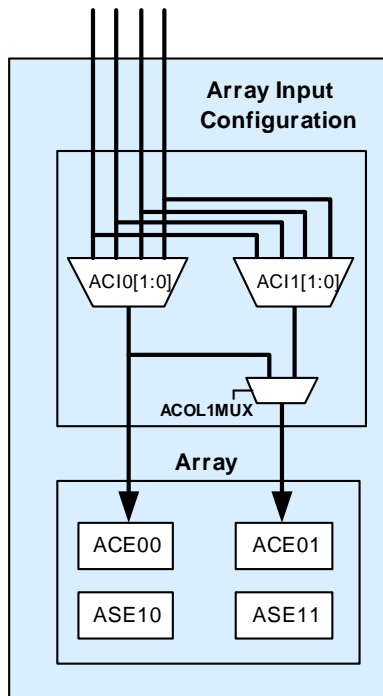 Array Input
Configuration
ACI0[1:0]
ACI1[1:0]
ACOL1MUX
Array
ACE00
ACE01
ASE10
ASE11